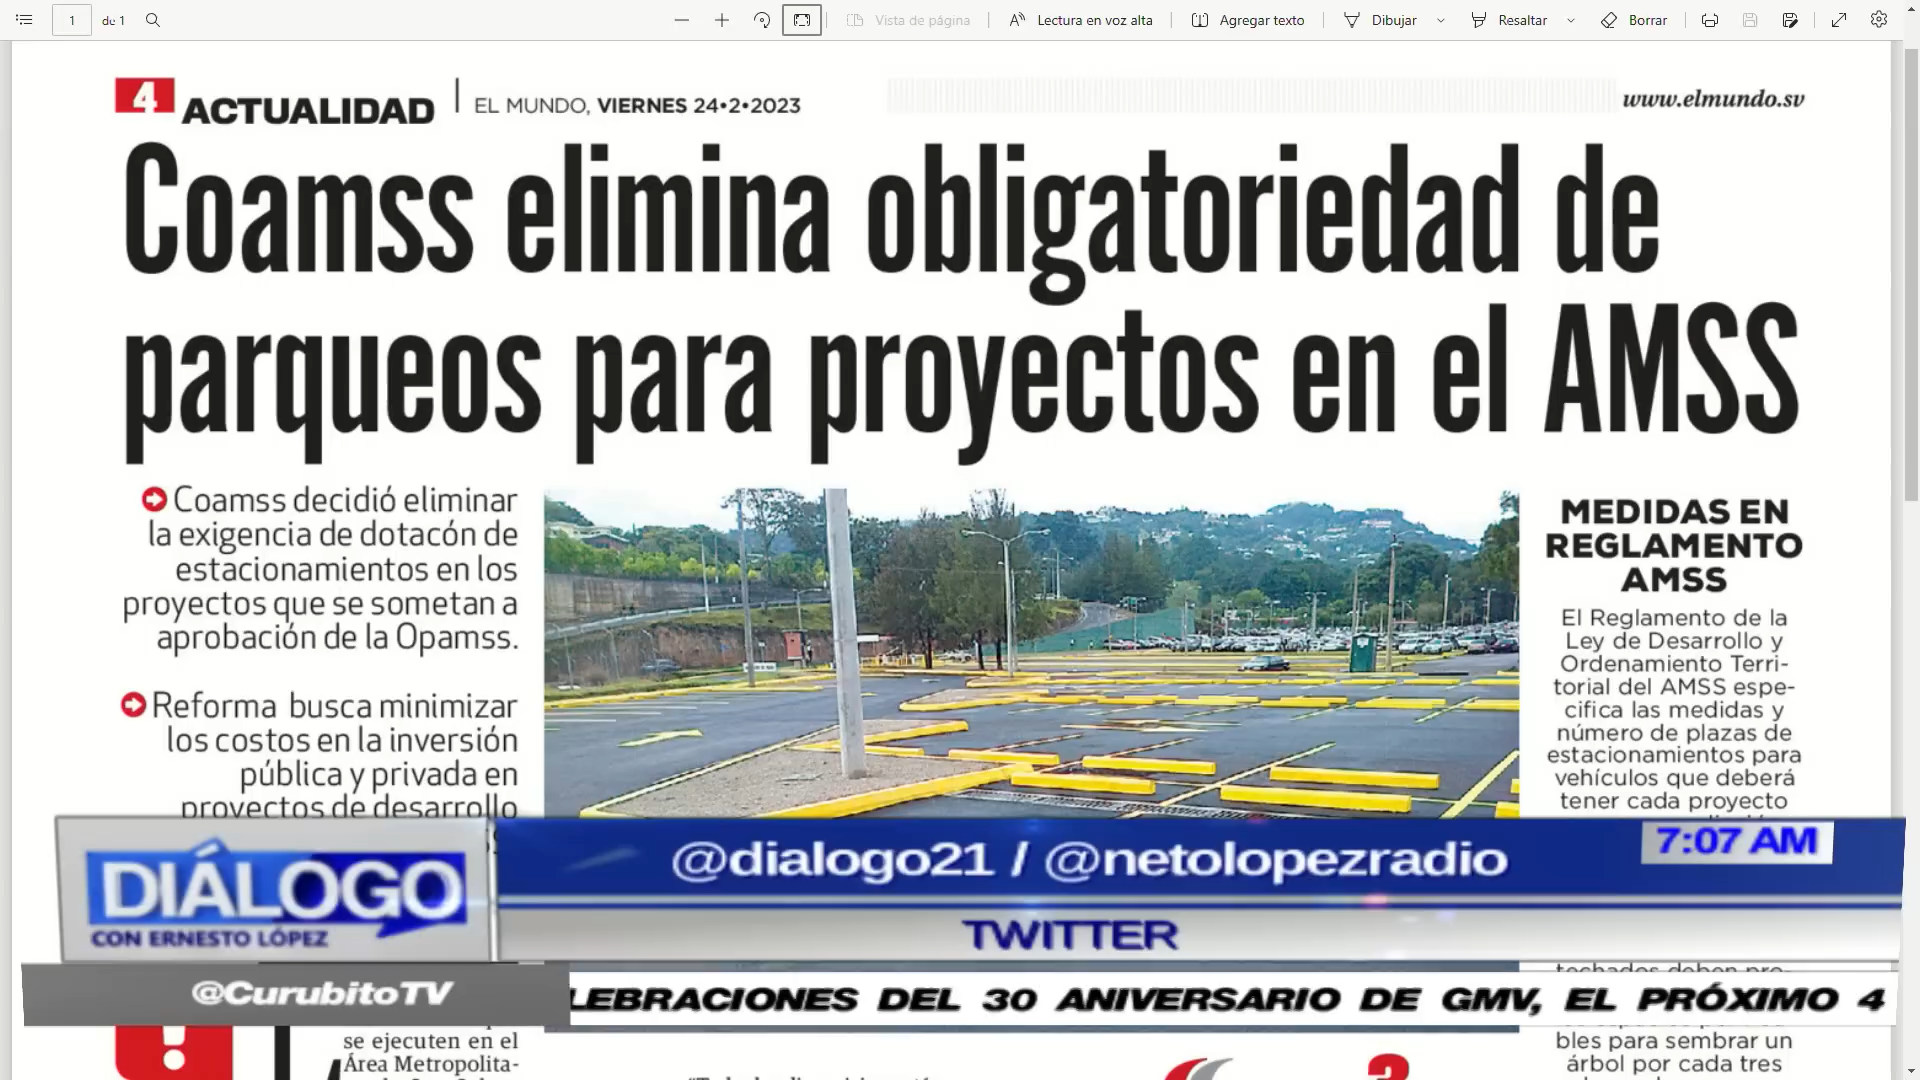 1 de 1 Vista de página Lectura en voz alta Agregar texto Dibujar Resaltar Borrar
4 ACTUALIDAD EL MUNDO, VIERNES 24•2•2023 www.elmundo.sv
Coamss elimina obligatoriedad de
parqueos para proyectos en el AMSS
Coamss decidió eliminar
la exigencia de dotacón de
estacionamientos en los
proyectos que se sometan a
aprobación de la Opamss.
Reforma busca minimizar
los costos en la inversión
pública y privada en
proyectos de desarrollo
MEDIDAS EN
REGLAMENTO
AMSS
El Reglamento de la
Ley de Desarrollo y
Ordenamiento Terri-
torial del AMSS espe-
cifica las medidas y
número de plazas de
estacionamientos para
vehículos que deberá
tener cada proyecto
techados deben pro-
bles para sembrar un
árbol por cada tres
se ejecuten en el
Área Metropolita-
DIÁLOGO
CON ERNESTO LÓPEZ
@dialogo21 / @netolopezradio
7:07 AM
TWITTER
@CurubitoTV
LEBRACIONES DEL 30 ANIVERSARIO DE GMV, EL PRÓXIMO 4